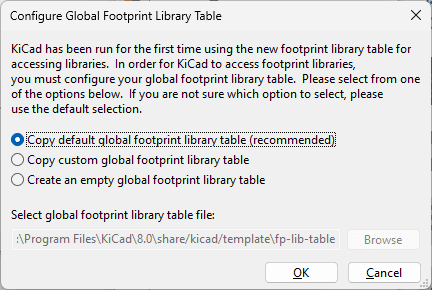 Configure Global Footprint Library Table
KiCad has been run for the first time using the new footprint library table for
accessing libraries.  In order for KiCad to access footprint libraries,
you must configure your global footprint library table.  Please select from one
of the options below.  If you are not sure which option to select, please
use the default selection.
Copy default global footprint library table (recommended)
Copy custom global footprint library table
Create an empty global footprint library table
Select global footprint library table file:
:\Program Files\KiCad\8.0\share/kicad/template\fp-lib-table
Browse
OK
Cancel